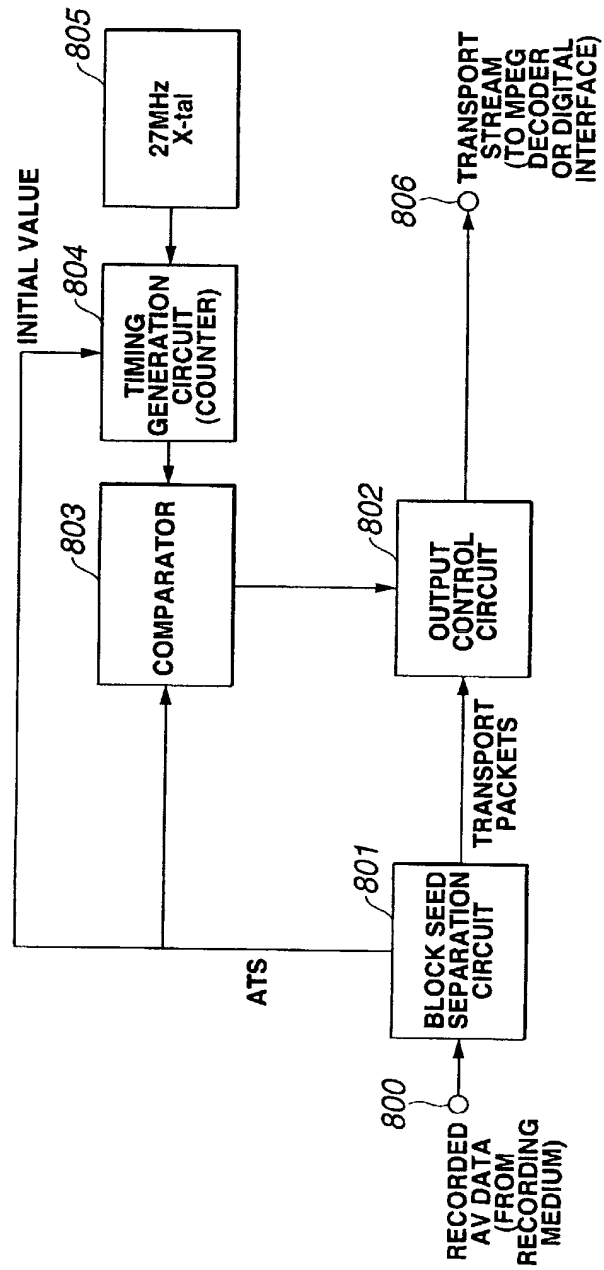 805
27MHz
X-tal
INITIAL VALUE
804
TIMING
GENERATION
CIRCUIT
(COUNTER)
803
COMPARATOR
ATS
800
RECORDED
AV DATA
(FROM
RECORDING
MEDIUM)
801
BLOCK SEED
SEPARATION
CIRCUIT
TRANSPORT
PACKETS
802
OUTPUT
CONTROL
CIRCUIT
806
TRANSPORT
STREAM
(TO MPEG
DECODER
OR DIGITAL
INTERFACE)